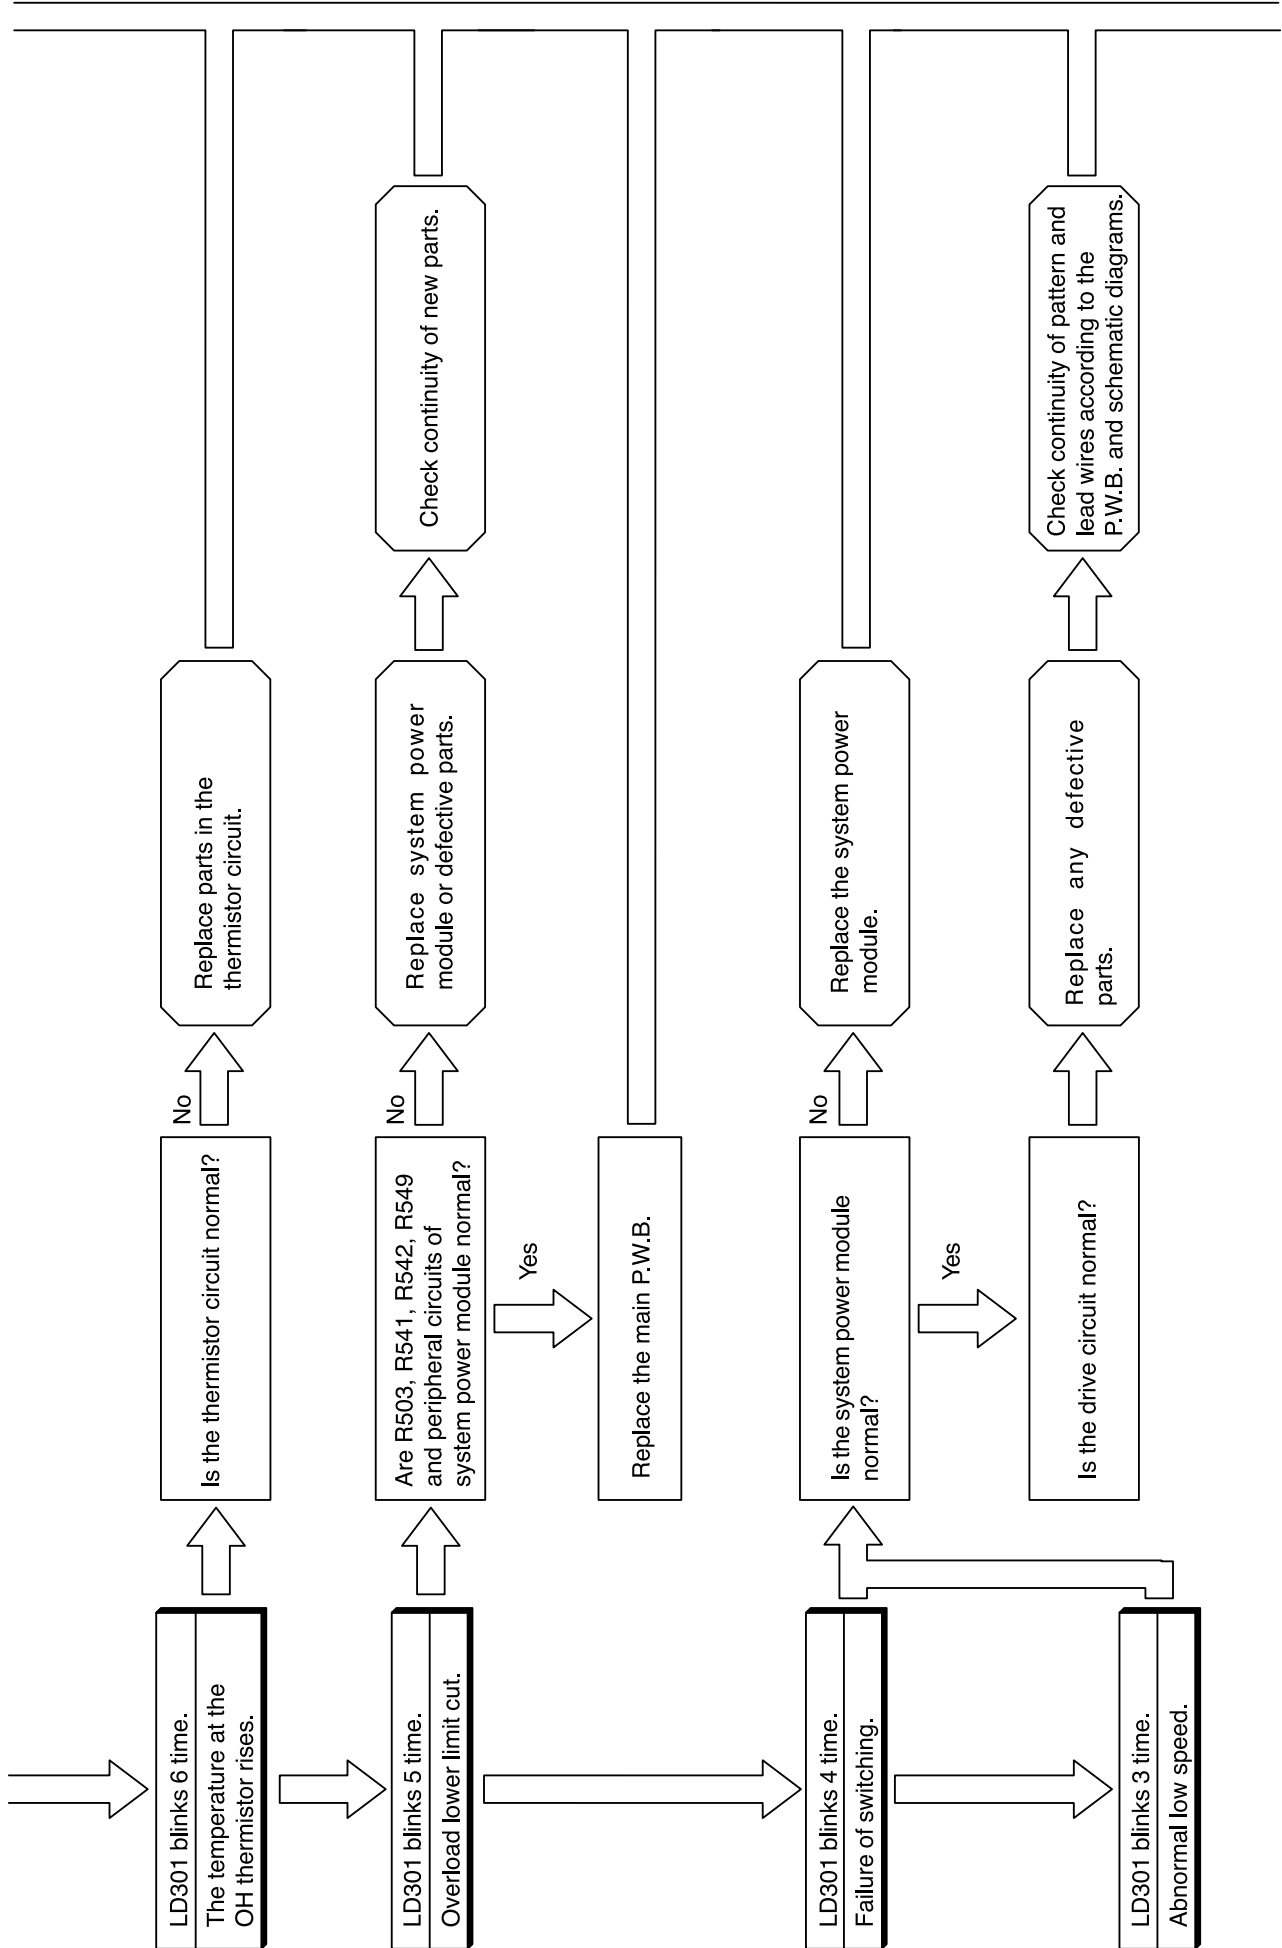 LD301 blinks 6 time.
The temperature at the
OH thermistor rises.
Is the thermistor circuit normal?
No
Replace parts in the
thermistor circuit.
LD301 blinks 5 time.
Overload lower limit cut.
Are R503, R541, R542, R549
and peripheral circuits of
system power module normal?
No
Replace system power
module or defective parts.
Check continuity of new parts.
Yes
Replace the main P.W.B.
LD301 blinks 4 time.
Failure of switching.
Is the system power module
normal?
No
Replace the system power
module.
Yes
Is the drive circuit normal?
Replace any defective
parts.
Check continuity of pattern and
lead wires according to the
P.W.B. and schematic diagrams.
LD301 blinks 3 time.
Abnormal low speed.